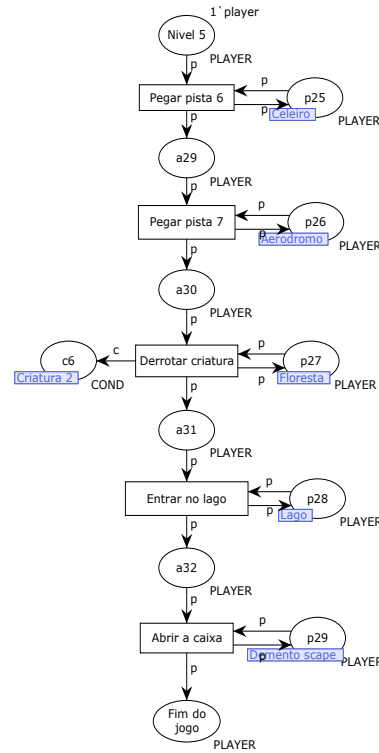 1`player
Nivel 5
PLAYER
p
Pegar pista 6
p
p
p25
Celeiro
PLAYER
p
a29
PLAYER
p
Pegar pista 7
p
p
p26
Aerodromo
PLAYER
p
a30
PLAYER
p
c6
Criatura 2
COND
c
Derrotar criatura
p
p
p27
Floresta
PLAYER
p
a31
PLAYER
p
Entrar no lago
p
p
p28
Lago
PLAYER
p
a32
PLAYER
p
Abrir a caixa
p
p
p29
Demento scape
PLAYER
p
Fim do
jogo
PLAYER